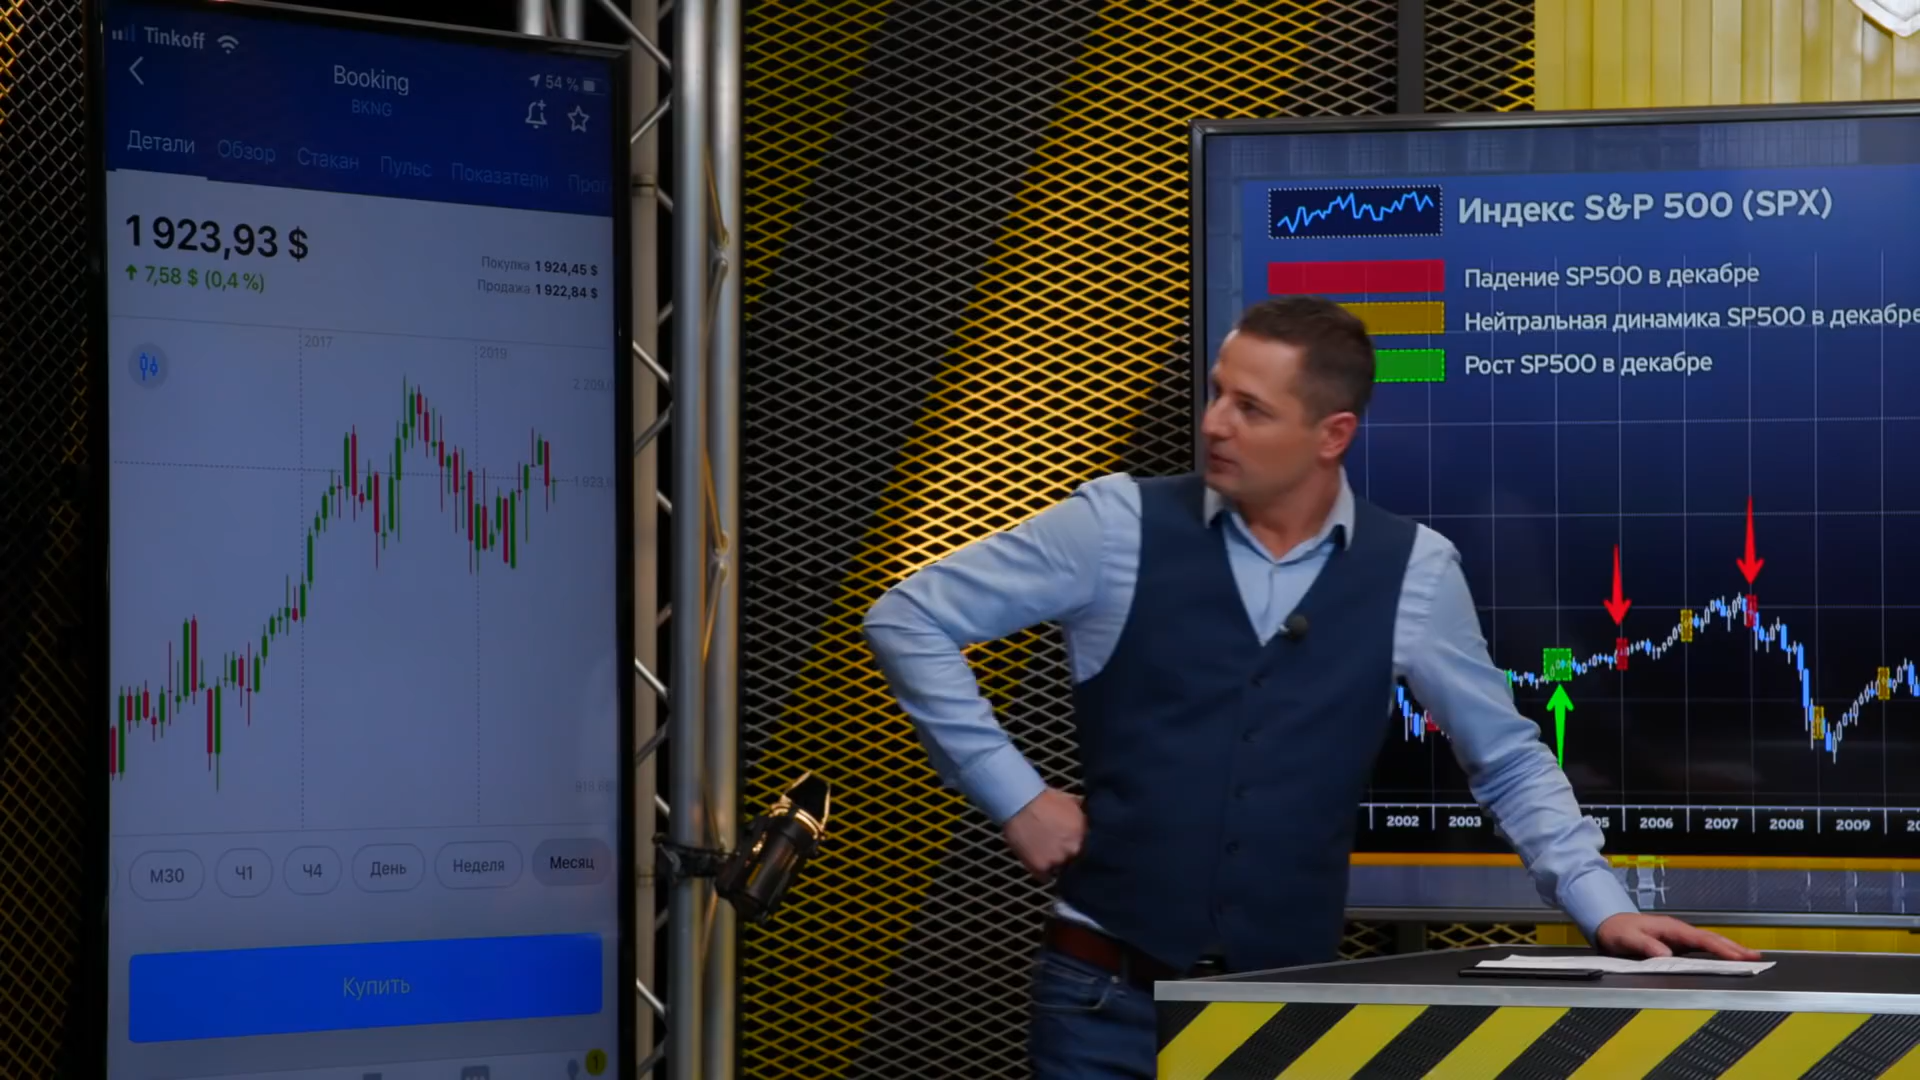 Tinkoff
54 %
Booking
BKNG
Детали Обзор Стакан Пульс Показатели
1 923,93 $
7,58 $ (0,4 %)
Покупка 1 924,45 $
Продажа 1 922,84 $
2017
2019
М30 Ч1 Ч4 День Неделя Месяц
Купить
1
Индекс S&P 500 (SPX)
Падение SP500 в декабре
Нейтральная динамика SP500 в декабре
Рост SP500 в декабре
2002 2003 2006 2007 2008 2009